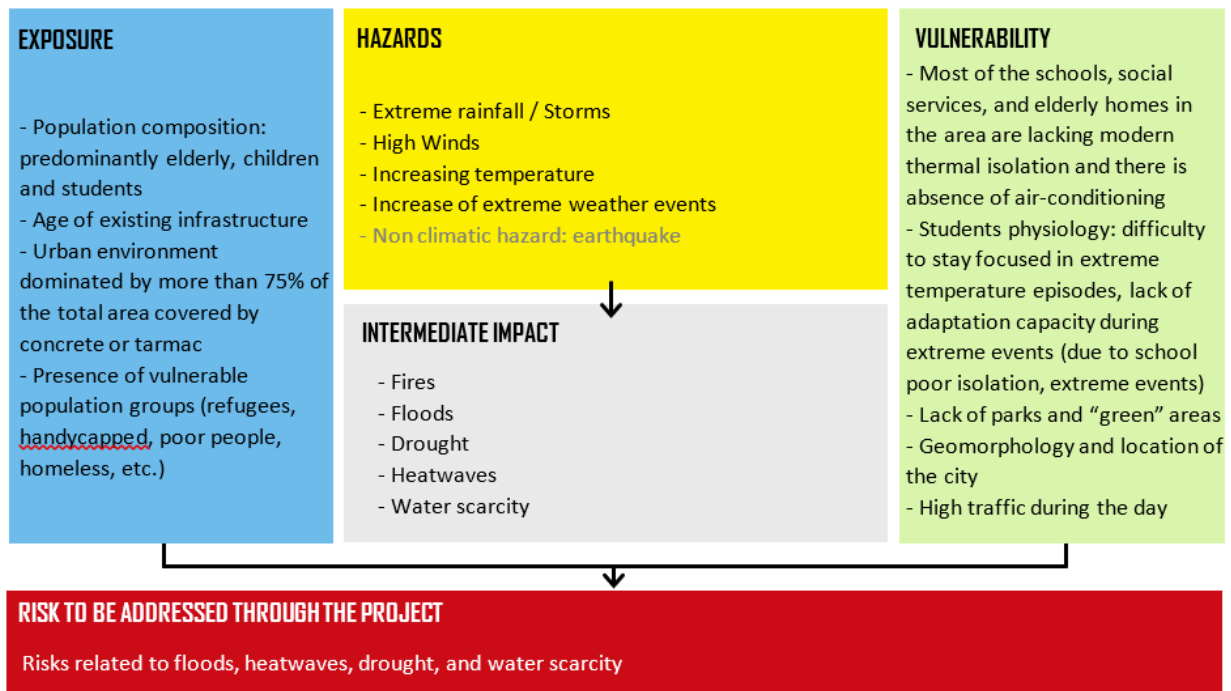 EXPOSURE
- Population composition:
predominantly elderly, children
and students
- Age of existing infrastructure
- Urban environment
dominated by more than 75% of
the total area covered by
concrete or tarmac
- Presence of vulnerable
population groups (refugees,
handycapped, poor people,
homeless, etc.)
HAZARDS
- Extreme rainfall / Storms
- High Winds
- Increasing temperature
- Increase of extreme weather events
- Non climatic hazard: earthquake
INTERMEDIATE IMPACT
- Fires
- Floods
- Drought
- Heatwaves
- Water scarcity
VULNERABILITY
- Most of the schools, social
services, and elderly homes in
the area are lacking modern
thermal isolation and there is
absence of air-conditioning
- Students physiology: difficulty
to stay focused in extreme
temperature episodes, lack of
adaptation capacity during
extreme events (due to school
poor isolation, extreme events)
- Lack of parks and “green” areas
- Geomorphology and location of
the city
- High traffic during the day
RISK TO BE ADDRESSED THROUGH THE PROJECT
Risks related to floods, heatwaves, drought, and water scarcity